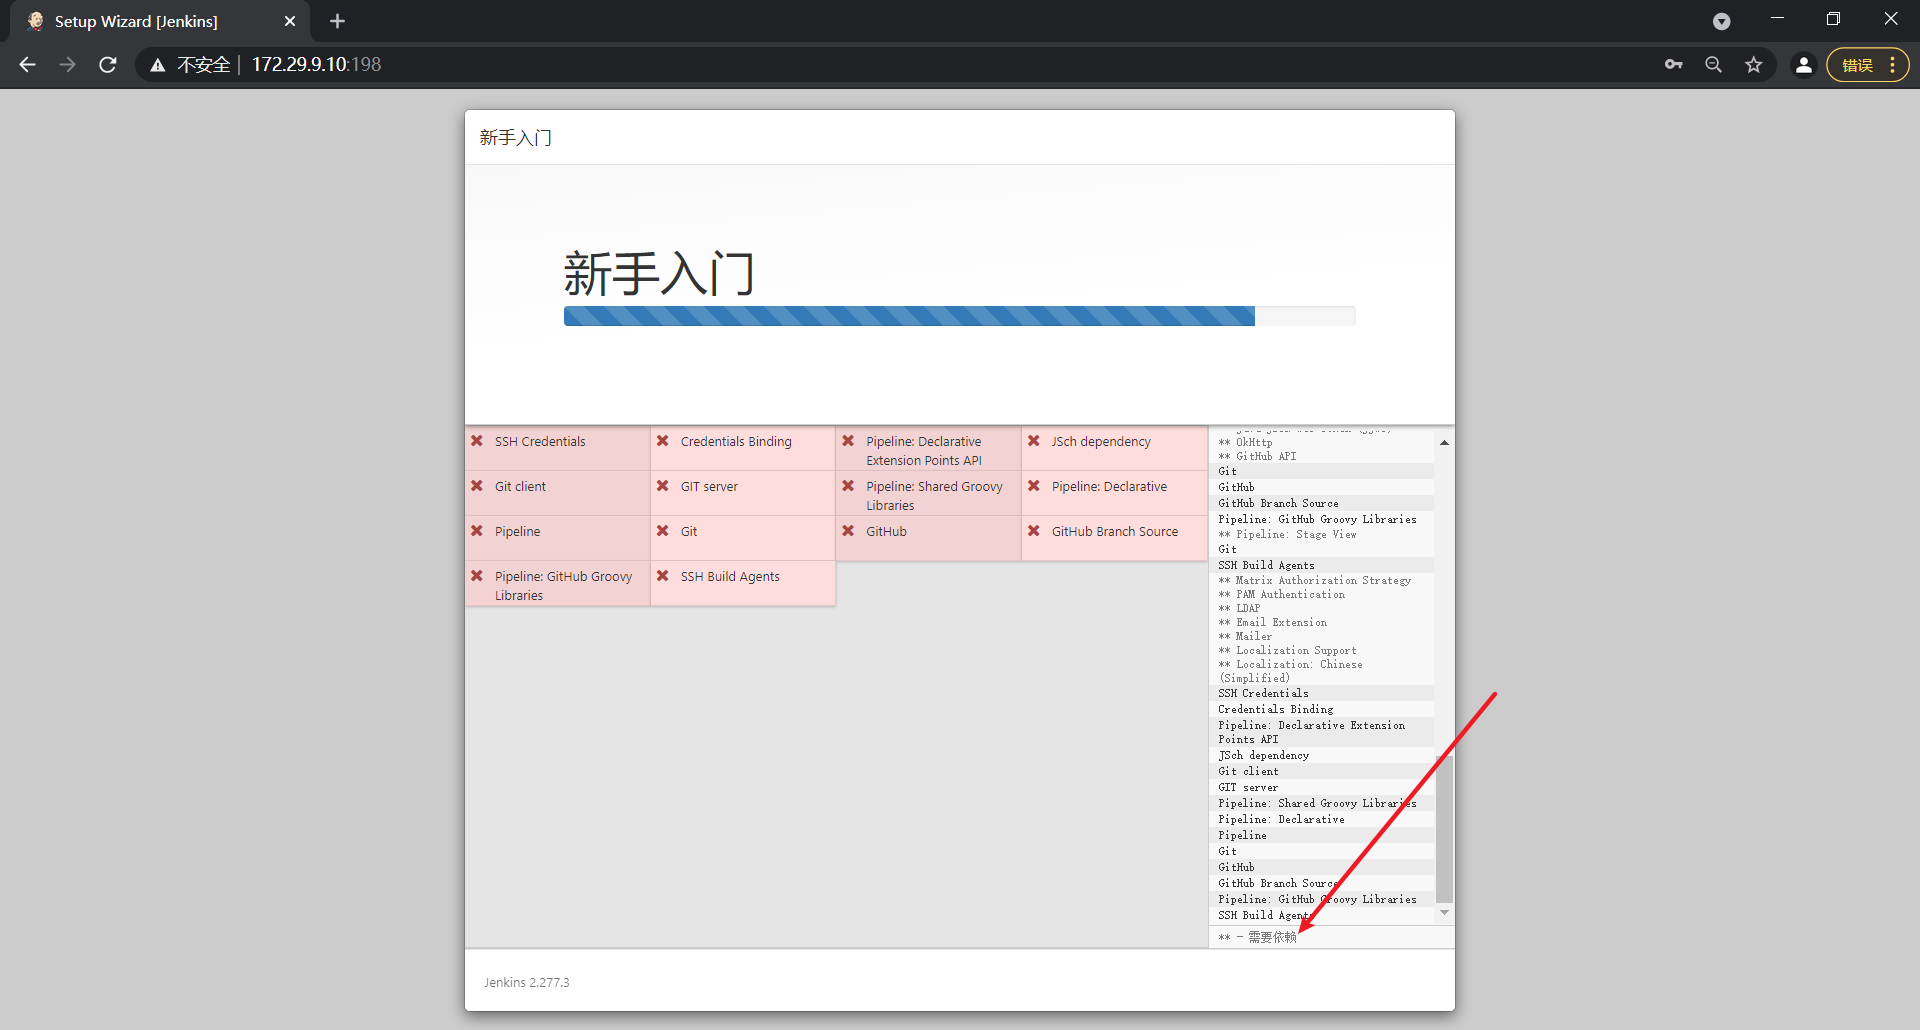 Setup Wizard [Jenkins]
不安全 172.29.9.10:198
错误
新手入门
新手入门
SSH Credentials
Credentials Binding
Pipeline: Declarative
Extension Points API
JSch dependency
Git client
GIT server
Pipeline: Shared Groovy
Libraries
Pipeline: Declarative
Pipeline
Git
GitHub
GitHub Branch Source
Pipeline: GitHub Groovy
Libraries
SSH Build Agents
** OkHttp
** GitHub API
Git
GitHub
GitHub Branch Source
Pipeline: GitHub Groovy Libraries
** Pipeline: Stage View
Git
SSH Build Agents
** Matrix Authorization Strategy
** PAM Authentication
** LDAP
** Email Extension
** Mailer
** Localization Support
** Localization: Chinese
(Simplified)
SSH Credentials
Credentials Binding
Pipeline: Declarative Extension
Points API
JSch dependency
Git client
GIT server
Pipeline: Shared Groovy Libraries
Pipeline: Declarative
Pipeline
Git
GitHub
GitHub Branch Source
Pipeline: GitHub Groovy Libraries
SSH Build Agents
** - 需要依赖
Jenkins 2.277.3